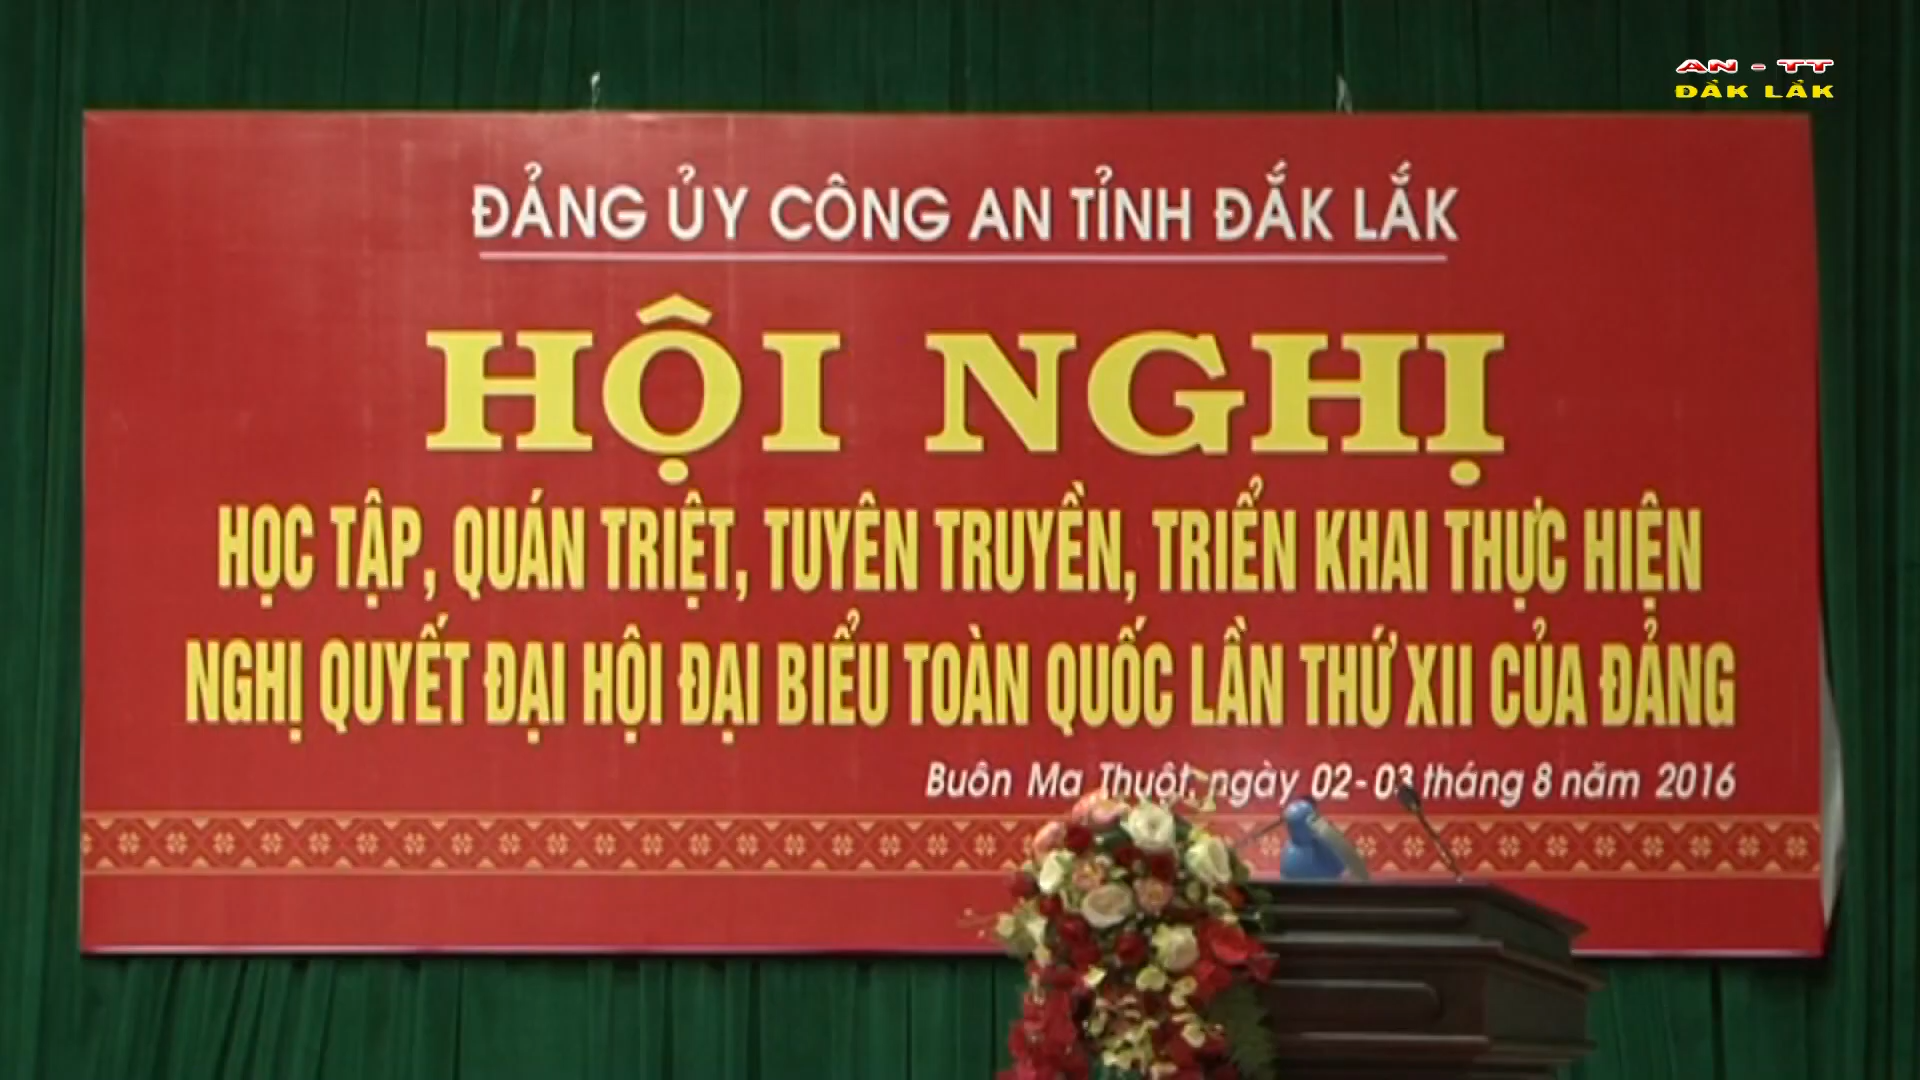 AN - TT
ĐẮK LẮK
ĐẢNG ỦY CÔNG AN TỈNH ĐẮK LẮK
HỘI NGHỊ
HỌC TẬP, QUÁN TRIỆT, TUYÊN TRUYỀN, TRIỂN KHAI THỰC HIỆN
NGHỊ QUYẾT ĐẠI HỘI ĐẠI BIỂU TOÀN QUỐC LẦN THỨ XII CỦA ĐẢNG
Buôn Ma Thuột, ngày 02-03 tháng 8 năm 2016